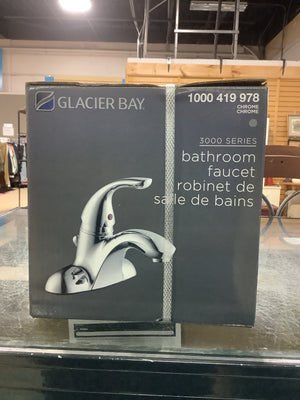 GLACIER BAY
1000 419 978
CHROME
CHROME
3000 SERIES
bathroom
faucet
robinet de
salle de bains